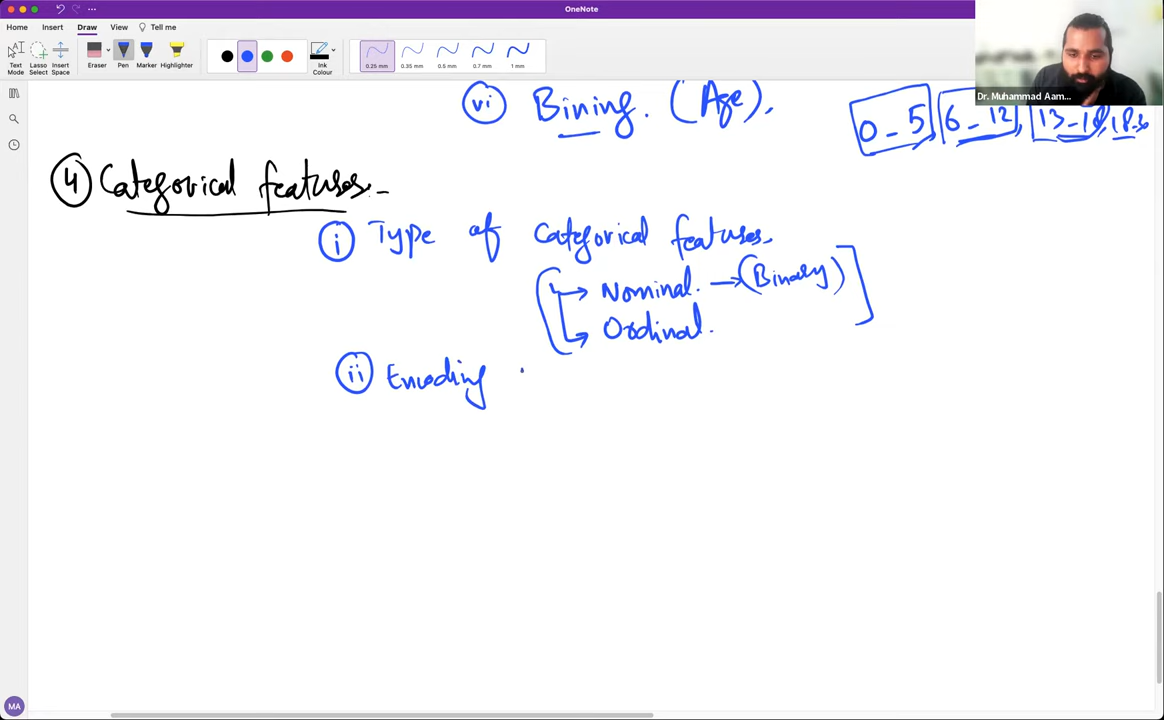 OneNote
Home Insert Draw View Tell me
Text Mode
Lasso Select
Insert Space
Eraser
Pen
Marker
Highlighter
Ink Colour
0.25 mm
0.35 mm
0.5 mm
0.7 mm
1 mm
Dr. Muhammad Aam...
vi Bining. (Age).
0 - 5, 6 - 12, 13 - 18, 18-30
4 Categorical features.-
i Type of Categorical features.
→ Nominal. → (Binary)
→ Ordinal.
ii Encoding
MA